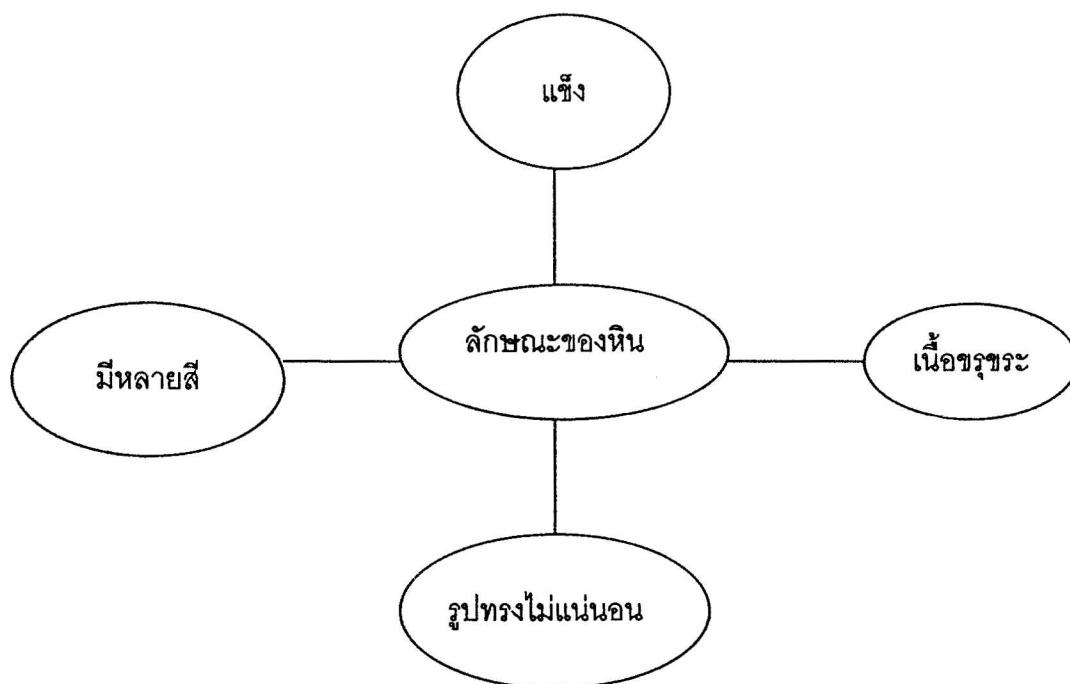 แข็ง
ลักษณะของหิน
มีหลายสี
เนื้อขรุขระ
รูปทรงไม่แน่นอน